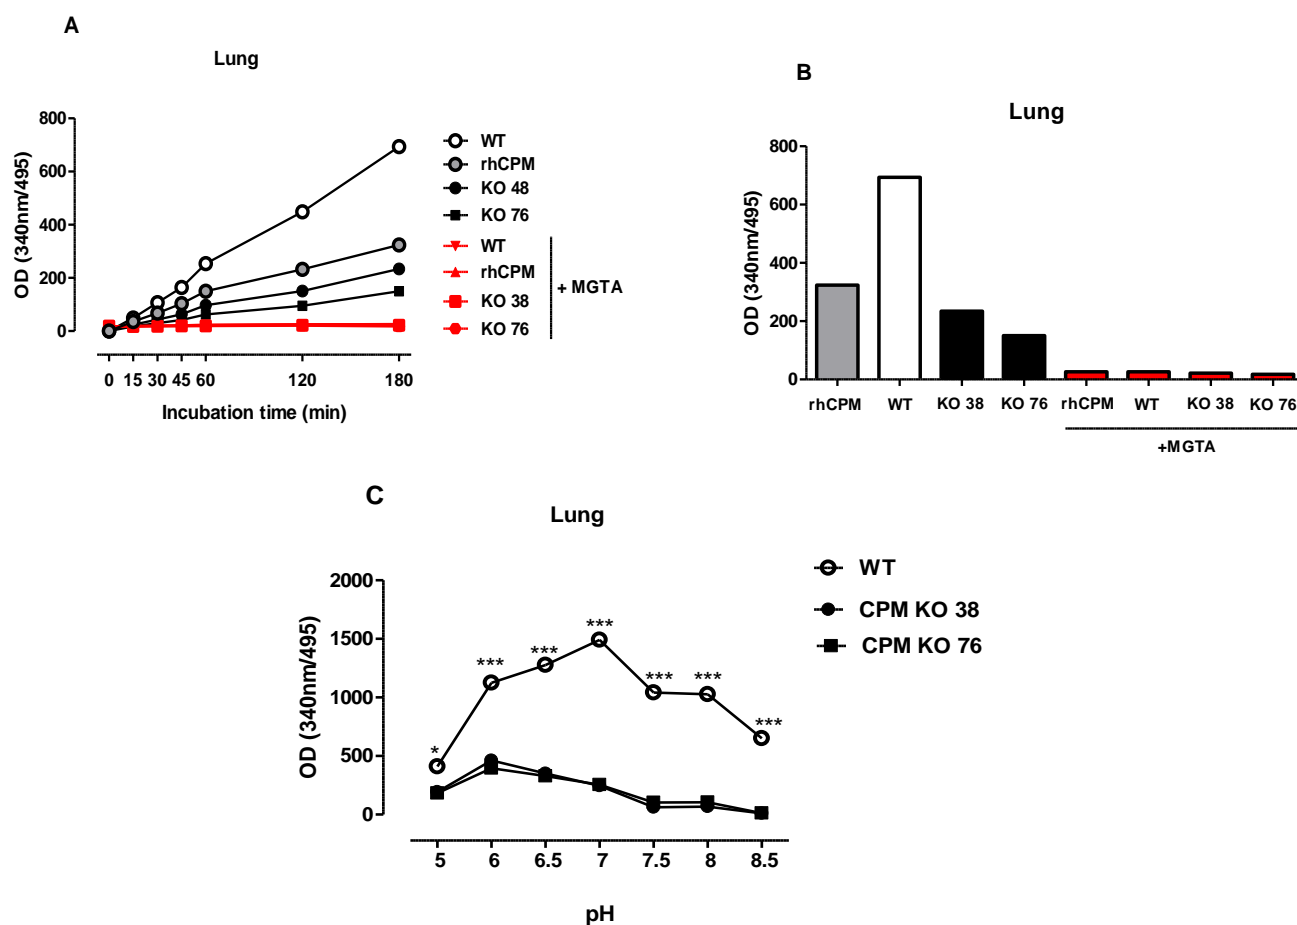 A
Lung
OD (340nm/495)
800
600
400
200
0
0 15 30 45 60 120 180
Incubation time (min)
WT
rhCPM
KO 48
KO 76
WT
rhCPM
KO 38
KO 76
+ MGTA
B
Lung
OD (340nm/495)
800
600
400
200
0
rhCPM WT KO 38 KO 76 rhCPM WT KO 38 KO 76
+MGTA
C
Lung
OD (340nm/495)
2000
1500
1000
500
0
* *** *** *** *** *** ***
5 6 6.5 7 7.5 8 8.5
pH
WT
CPM KO 38
CPM KO 76